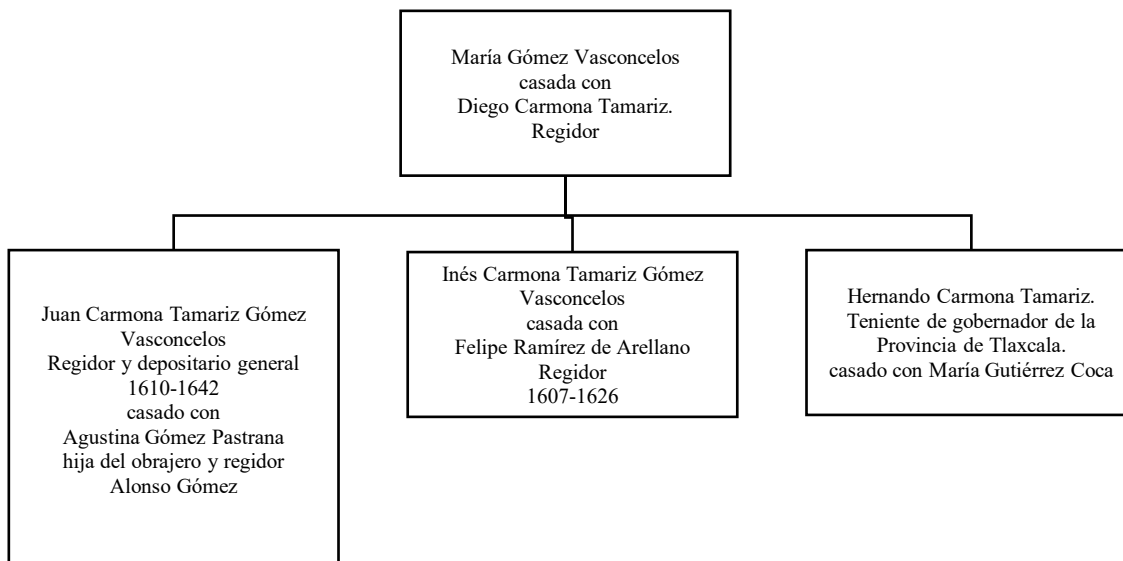 María Gómez Vasconcelos
casada con
Diego Carmona Tamariz.
Regidor
Juan Carmona Tamariz Gómez
Vasconcelos
Regidor y depositario general
1610-1642
casado con
Agustina Gómez Pastrana
hija del obrajero y regidor
Alonso Gómez
Inés Carmona Tamariz Gómez
Vasconcelos
casada con
Felipe Ramírez de Arellano
Regidor
1607-1626
Hernando Carmona Tamariz.
Teniente de gobernador de la
Provincia de Tlaxcala.
casado con María Gutiérrez Coca